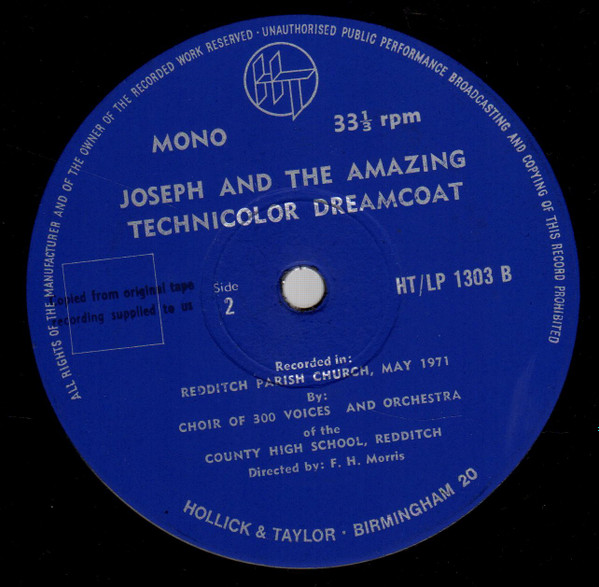 ALL RIGHTS OF THE MANUFACTURER AND OF THE OWNER OF THE RECORDED WORK RESERVED · UNAUTHORISED PUBLIC PERFORMANCE BROADCASTING AND COPYING OF THIS RECORD PROHIBITED
MONO
33⅓ rpm
JOSEPH AND THE AMAZING
TECHNICOLOR DREAMCOAT
Copied from original tape
recording supplied to us
Side
2
HT/LP 1303 B
Recorded in:
REDDITCH PARISH CHURCH, MAY 1971
By:
CHOIR OF 300 VOICES AND ORCHESTRA
of the
COUNTY HIGH SCHOOL, REDDITCH
Directed by: F. H. Morris
HOLLICK & TAYLOR · BIRMINGHAM 20